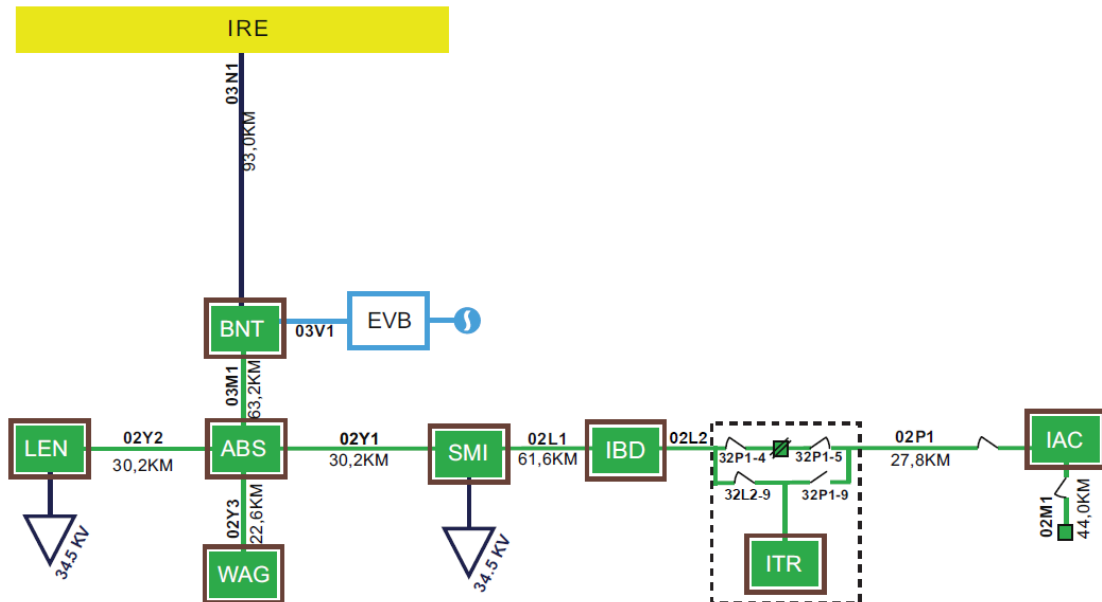 IRE
03N1
93,0KM
BNT
03V1
EVB
03M1
63,2KM
LEN
02Y2
30,2KM
ABS
02Y1
30,2KM
SMI
02L1
61,6KM
IBD
02L2
32P1-4
32P1-5
02P1
27,8KM
IAC
32L2-9
32P1-9
02M1
44,0KM
34.5 KV
02Y3
22,6KM
WAG
34.5 KV
ITR